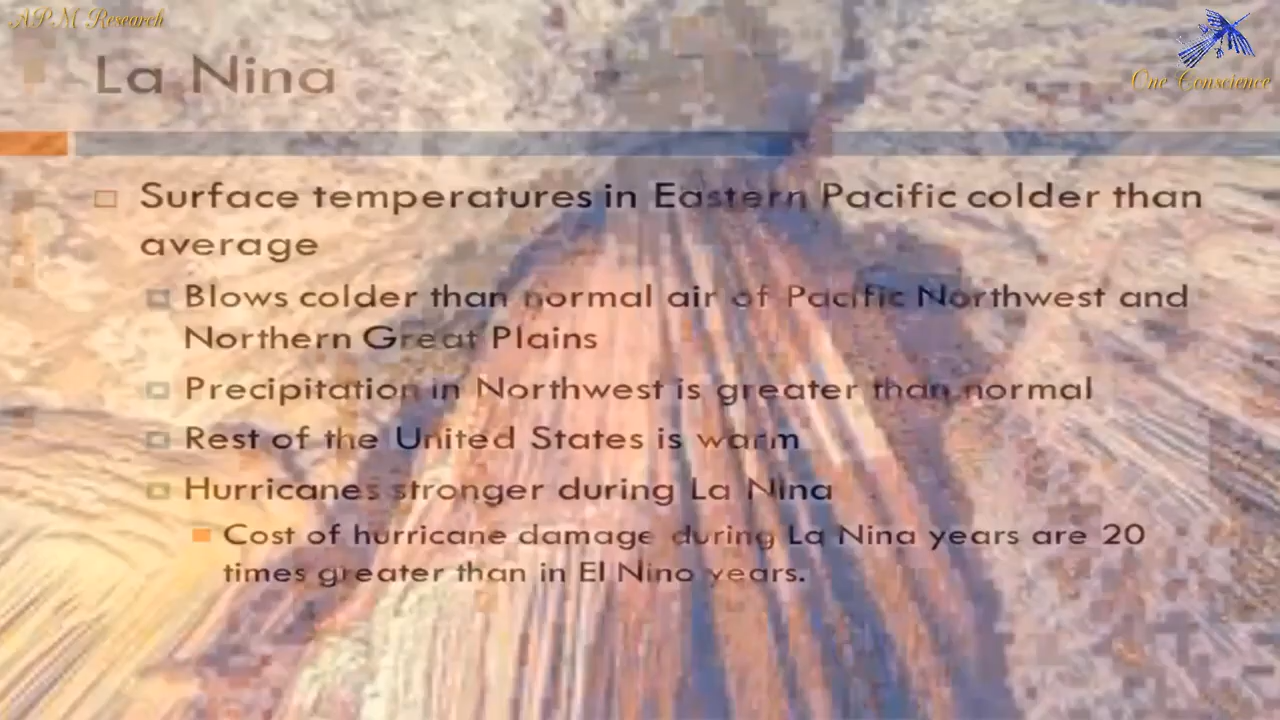 APM Research
One Conscience
La Nina
Surface temperatures in Eastern Pacific colder than
average
Blows colder than normal air of Pacific Northwest and
Northern Great Plains
Precipitation in Northwest is greater than normal
Rest of the United States is warm
Hurricanes stronger during La Nina
Cost of hurricane damage during La Nina years are 20
times greater than in El Nino years.